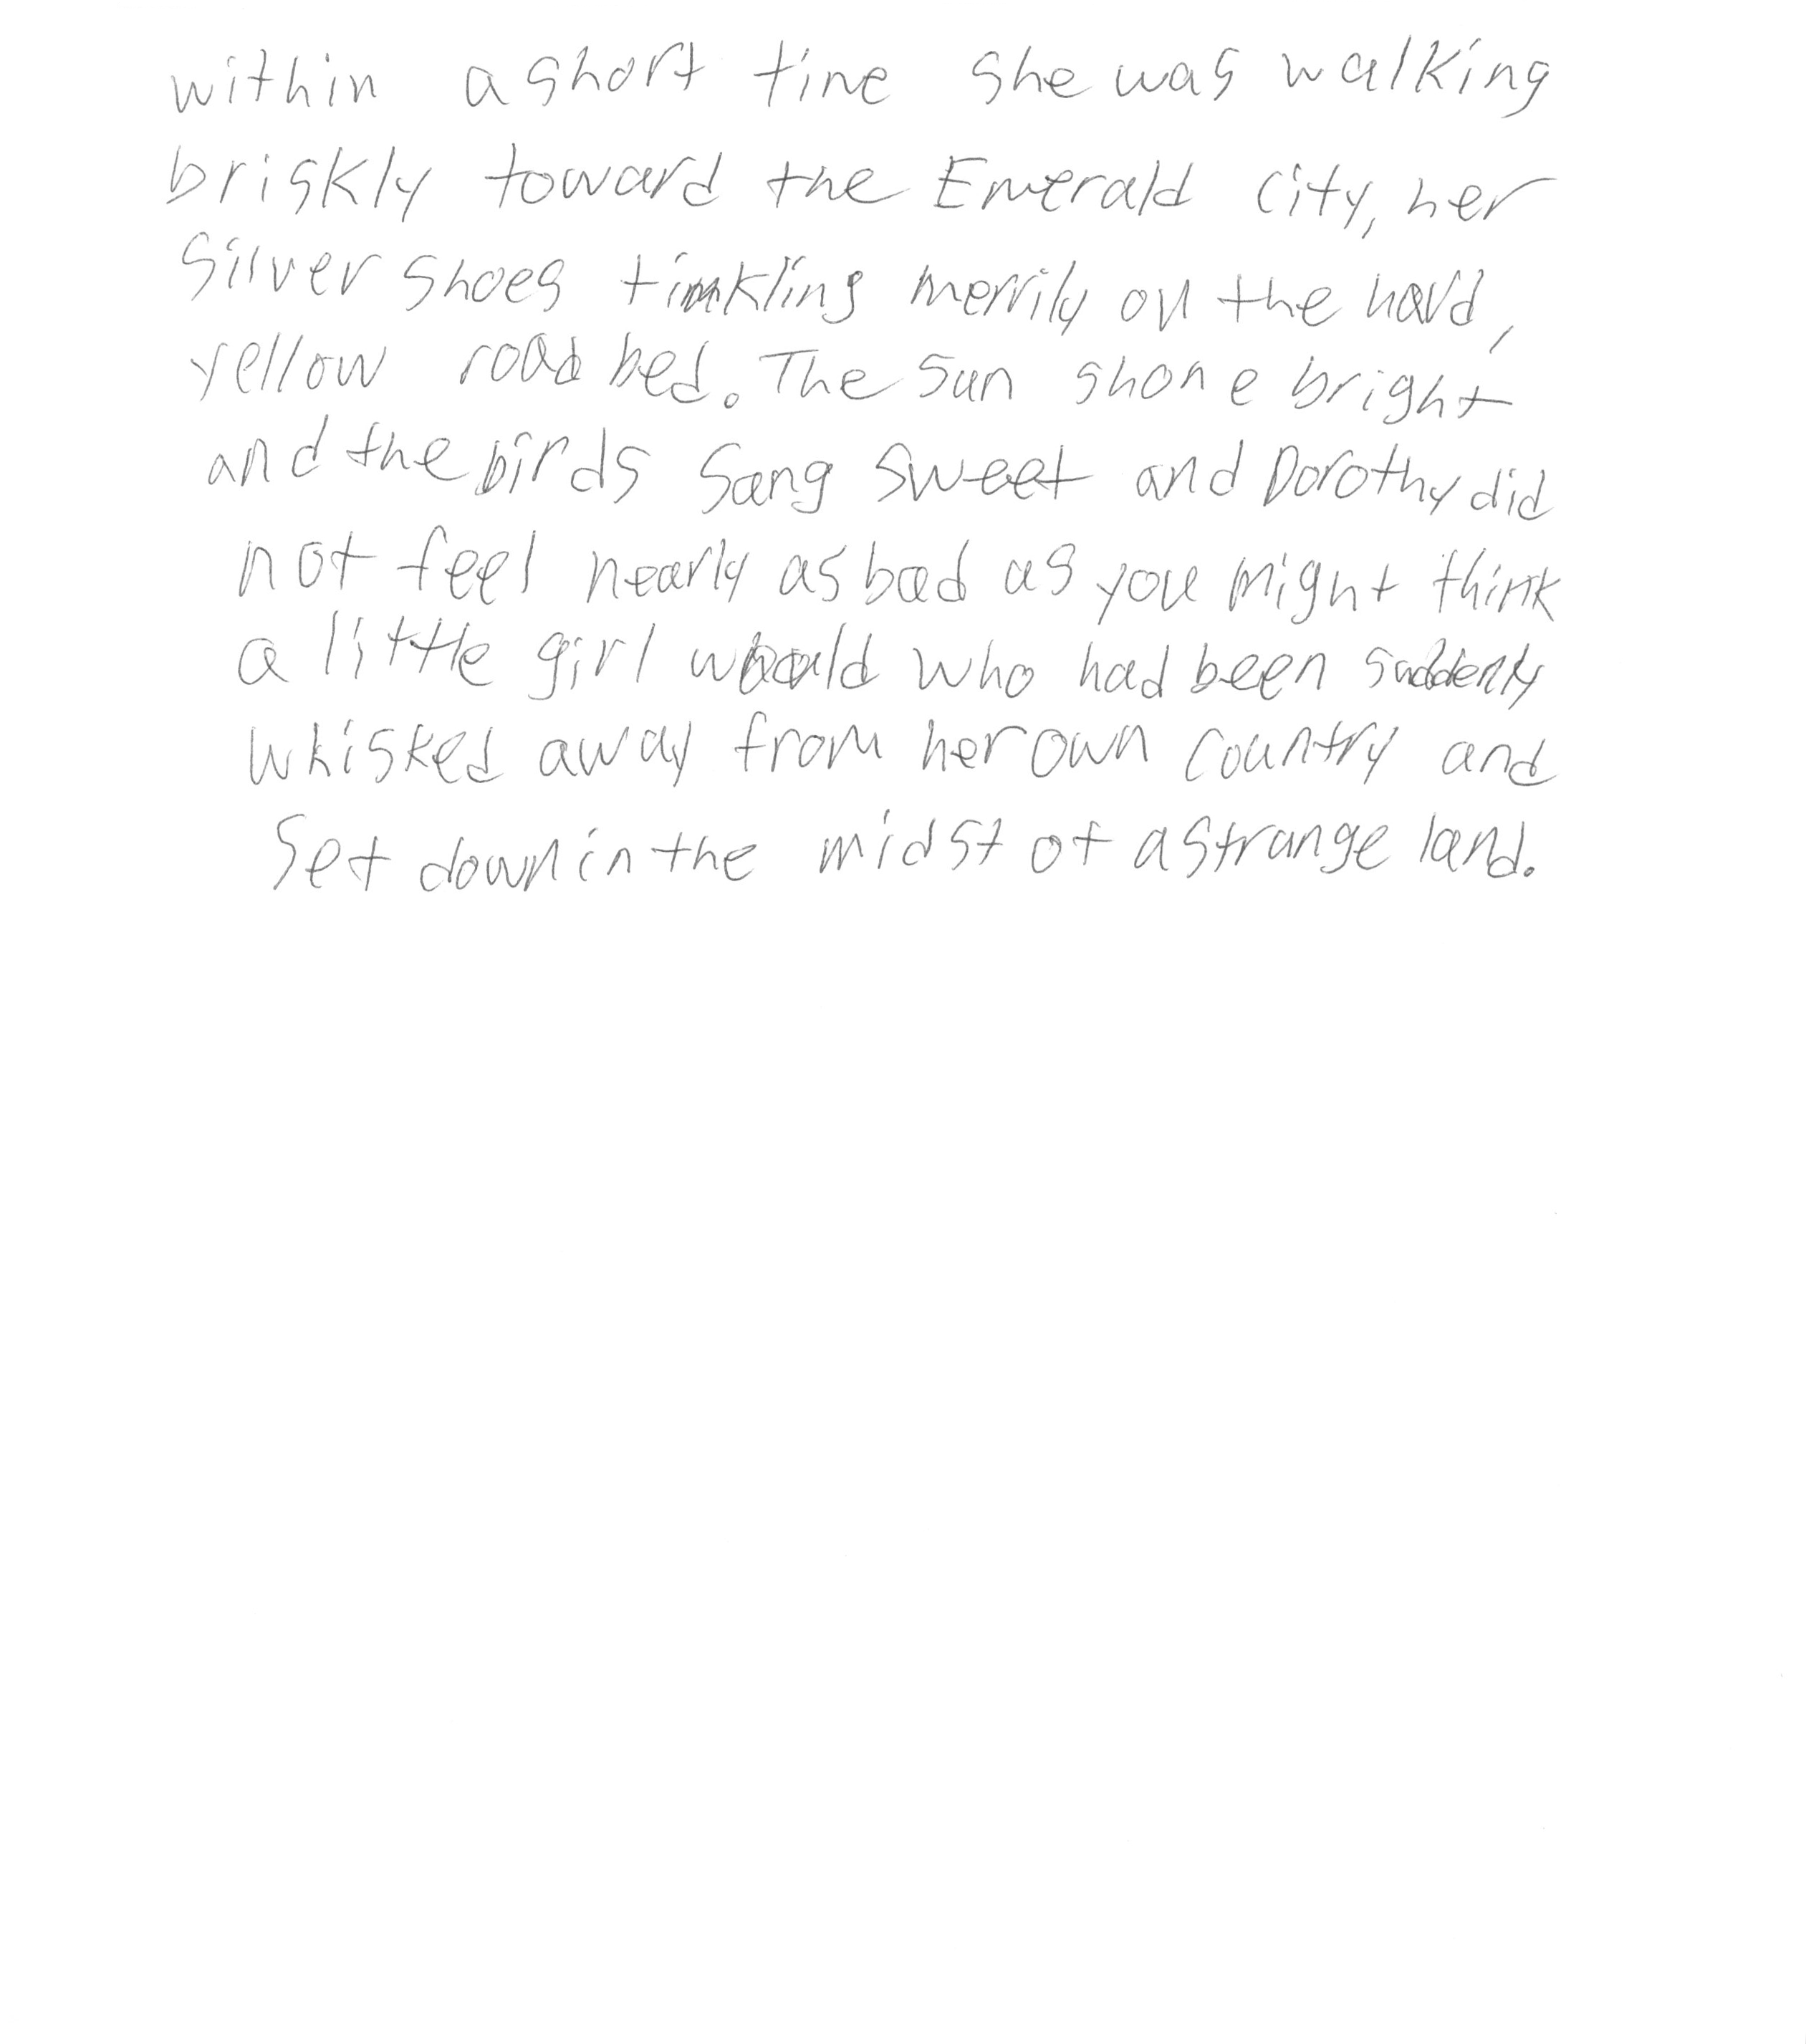 within a short time she was walking
briskly toward the Emerald City, her
Silver Shoes tinkling merrily on the hard,
yellow road bed. The sun shone bright
and the birds sang sweet and Dorothy did
not feel nearly as bad as you might think
a little girl would who had been suddenly
whisked away from her own country and
set down in the midst of a strange land.